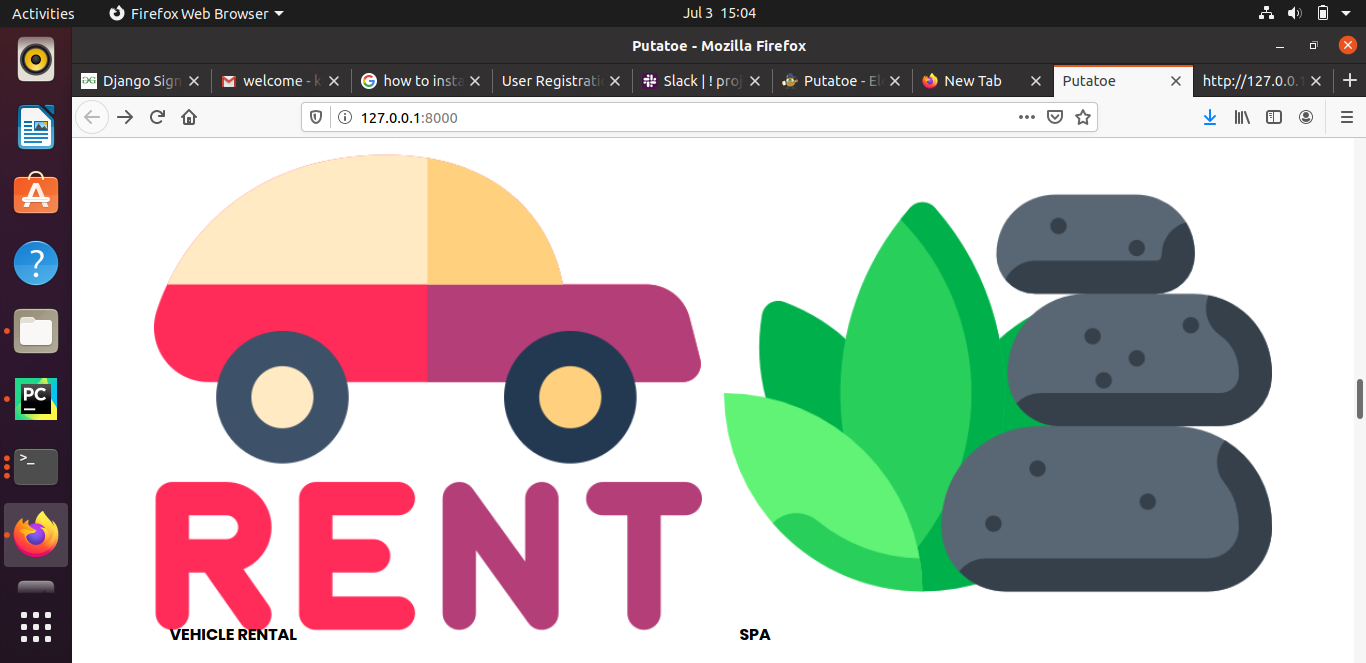 Activities
Firefox Web Browser
Jul 3 15:04
Putatoe - Mozilla Firefox
Django Sign
welcome - k
how to insta
User Registrati
Slack | ! proj
Putatoe - El
New Tab
Putatoe
http://127.0.0.1
127.0.0.1:8000
PC
>_
RENT
VEHICLE RENTAL
SPA